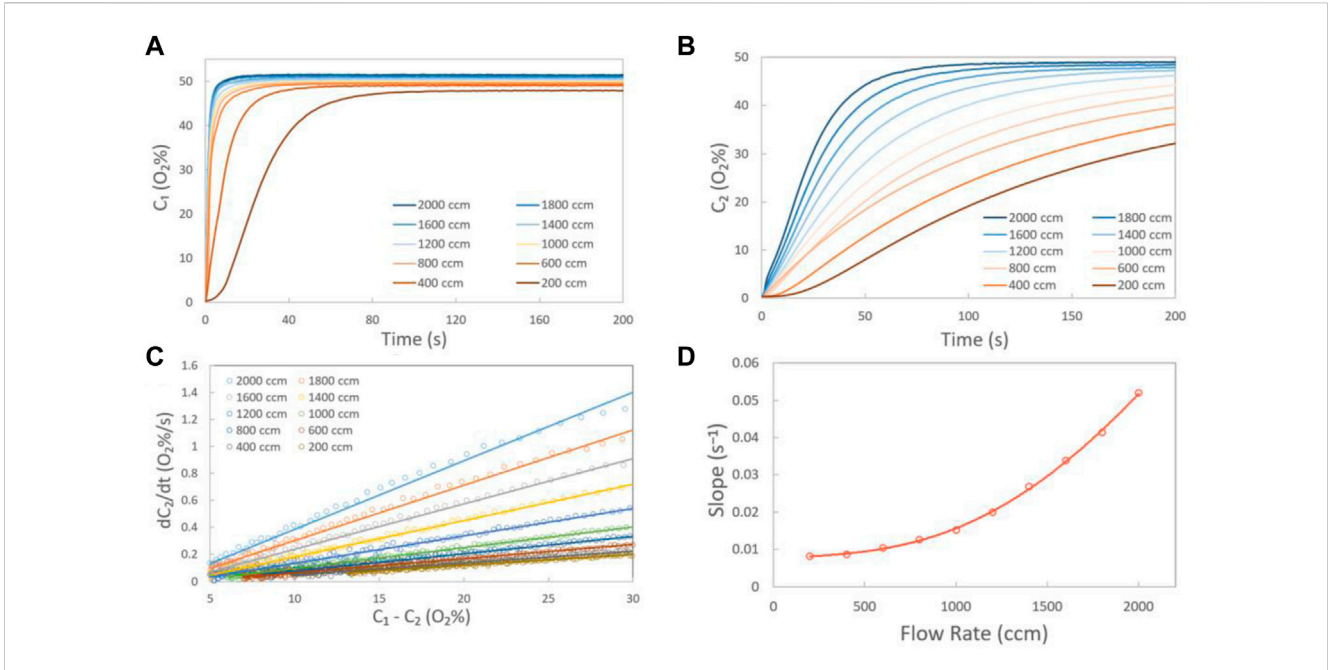 A
C₁ (O₂%)
50
50
40
30
20
10
0
0
40
80
120
160
200
Time (s)
2000 ccm
1800 ccm
1600 ccm
1400 ccm
1200 ccm
1000 ccm
800 ccm
600 ccm
400 ccm
200 ccm
B
C₂ (O₂%)
50
40
30
20
10
0
0
50
100
150
200
Time (s)
2000 ccm
1800 ccm
1600 ccm
1400 ccm
1200 ccm
1000 ccm
800 ccm
600 ccm
400 ccm
200 ccm
C
dC₂/dt (O₂%/s)
1.6
1.4
1.2
1
0.8
0.6
0.4
0.2
0
5
10
15
20
25
30
C₁ - C₂ (O₂%)
2000 ccm
1800 ccm
1600 ccm
1400 ccm
1200 ccm
1000 ccm
800 ccm
600 ccm
400 ccm
200 ccm
D
Slope (s⁻¹)
0.06
0.05
0.04
0.03
0.02
0.01
0
0
500
1000
1500
2000
Flow Rate (ccm)